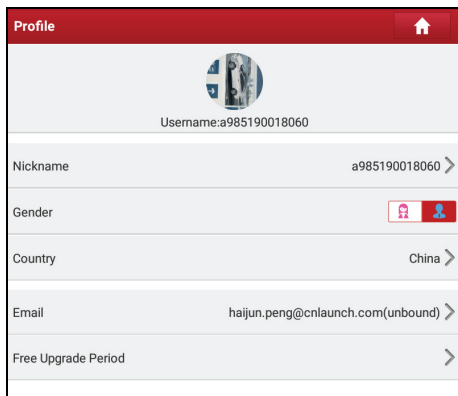 Profile
Username:a985190018060
Nickname a985190018060
Gender
Country China
Email haijun.peng@cnlaunch.com(unbound)
Free Upgrade Period